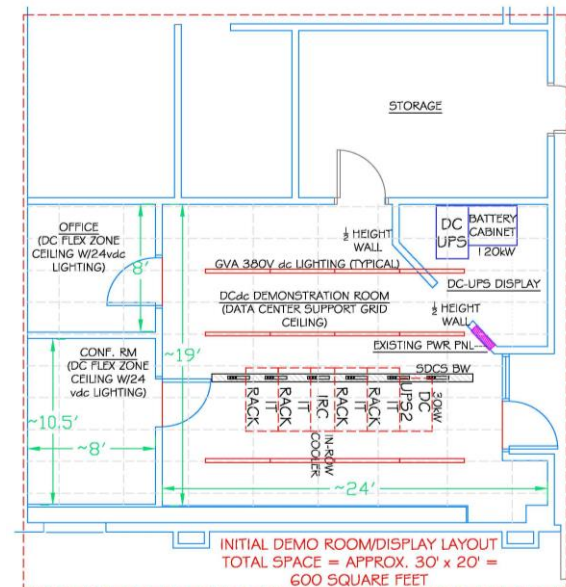 STORAGE
OFFICE
(DC FLEX ZONE
CEILING W/24vdc
LIGHTING)
8'
½ HEIGHT
WALL
DC
UPS
BATTERY
CABINET
120kW
GVA 380V dc LIGHTING (TYPICAL)
DC-UPS DISPLAY
DCdc DEMONSTRATION ROOM
(DATA CENTER SUPPORT GRID
CEILING)
½ HEIGHT
WALL
EXISTING PWR PNL
~19'
CONF. RM
(DC FLEX ZONE
CEILING W/24
vdc LIGHTING)
SDCS BW
IT
RACK
IT
RACK
IRC
IN-ROW
COOLER
IT
RACK
IT
RACK
DC
UPS2
30kW
~10.5'
~8'
~24'
INITIAL DEMO ROOM/DISPLAY LAYOUT
TOTAL SPACE = APPROX. 30' x 20' =
600 SQUARE FEET